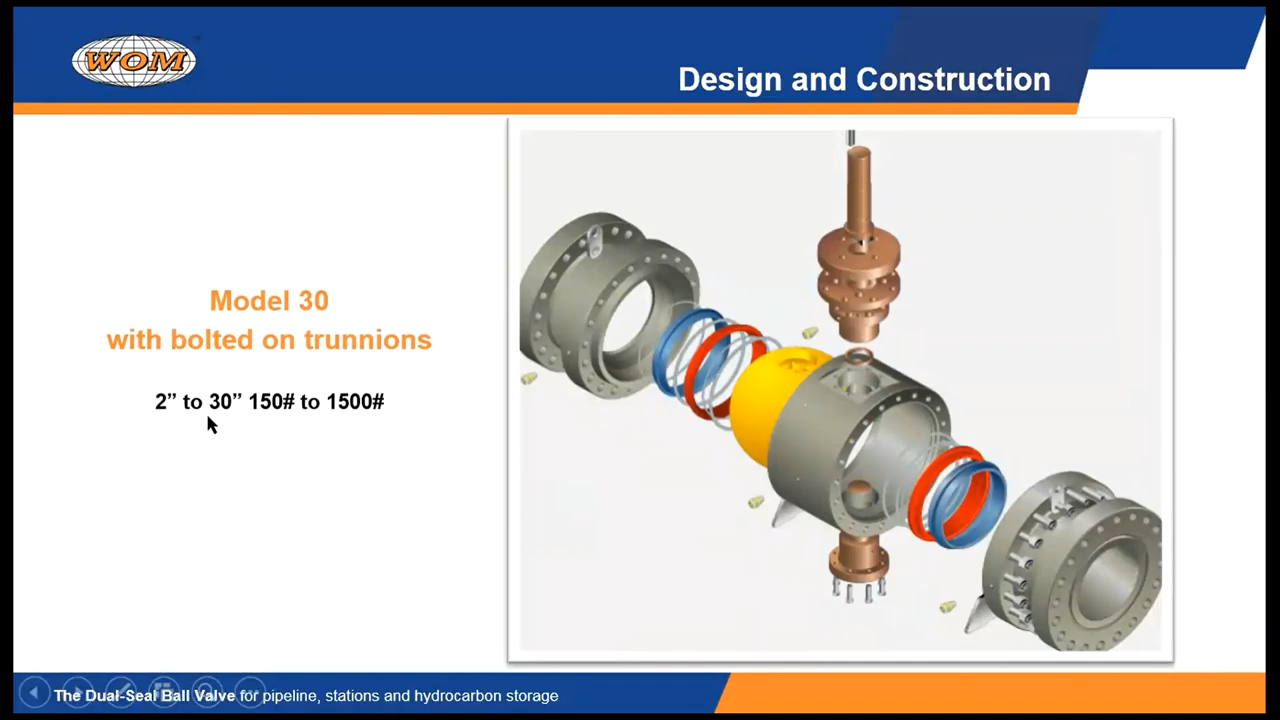 WOM
Design and Construction
Model 30
with bolted on trunnions
2” to 30” 150# to 1500#
The Dual-Seal Ball Valve for pipeline, stations and hydrocarbon storage